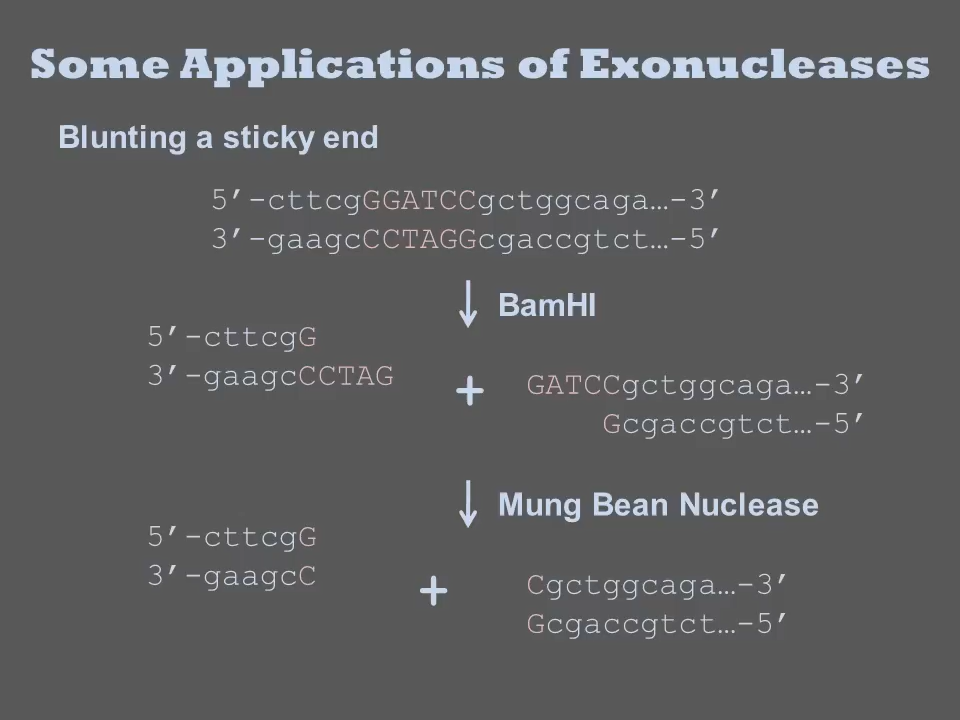 Some Applications of Exonucleases
Blunting a sticky end
5’-cttcgGGATCCgctggcaga…-3’
3’-gaagcCCTAGGcgaccgtct…-5’
↓ BamHI
5’-cttcgG
3’-gaagcCCTAG
+ GATCCgctggcaga…-3’
Gcgaccgtct…-5’
↓ Mung Bean Nuclease
5’-cttcgG
3’-gaagcC
+ Cgctggcaga…-3’
Gcgaccgtct…-5’